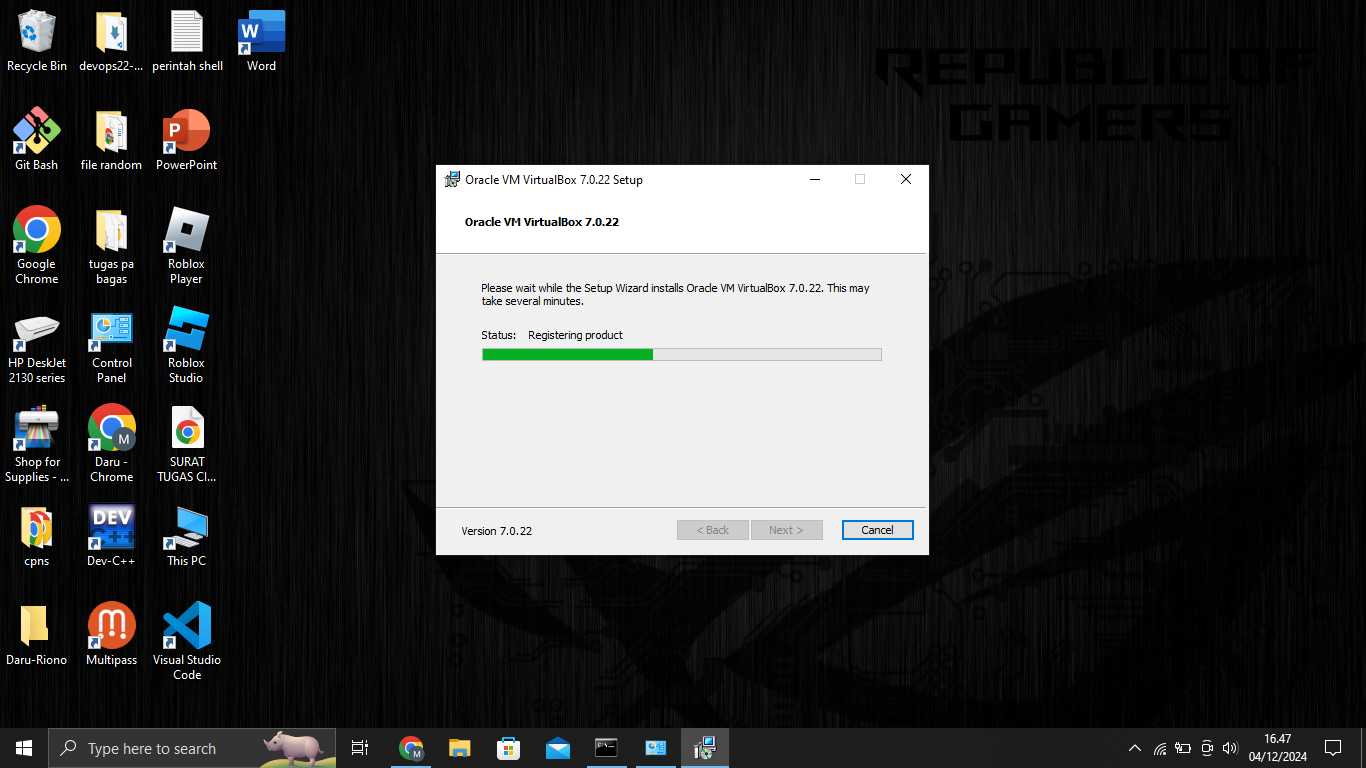 Recycle Bin
devops22-...
perintah shell
Word
REPUBLIC OF
GAMERS
Git Bash
file random
PowerPoint
Google
Chrome
tugas pa
bagas
Roblox
Player
HP DeskJet
2130 series
Control
Panel
Roblox
Studio
Shop for
Supplies - ...
Daru -
Chrome
SURAT
TUGAS CI...
cpns
Dev-C++
This PC
Daru-Riono
Multipass
Visual Studio
Code
W
P
M
DEV
C++
Oracle VM VirtualBox 7.0.22 Setup
Oracle VM VirtualBox 7.0.22
Please wait while the Setup Wizard installs Oracle VM VirtualBox 7.0.22. This may
take several minutes.
Status: Registering product
Version 7.0.22
< Back
Next >
Cancel
Type here to search
M
16.47
04/12/2024